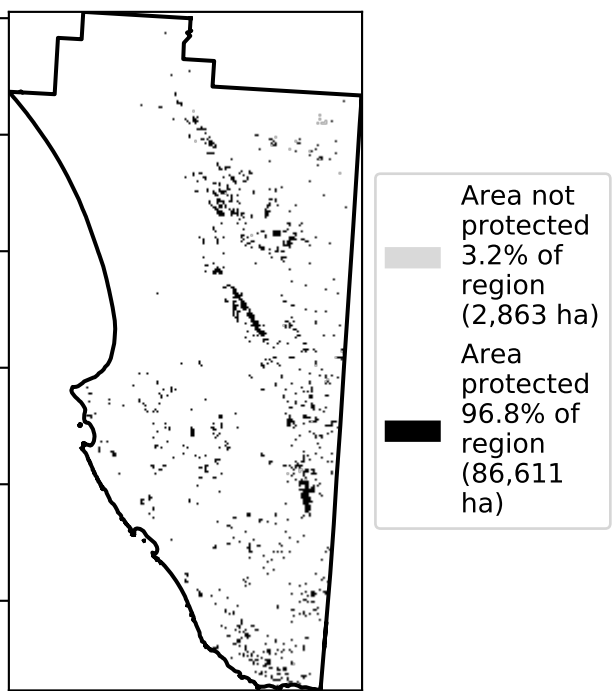 Area not
protected
3.2% of
region
(2,863 ha)
Area
protected
96.8% of
region
(86,611
ha)